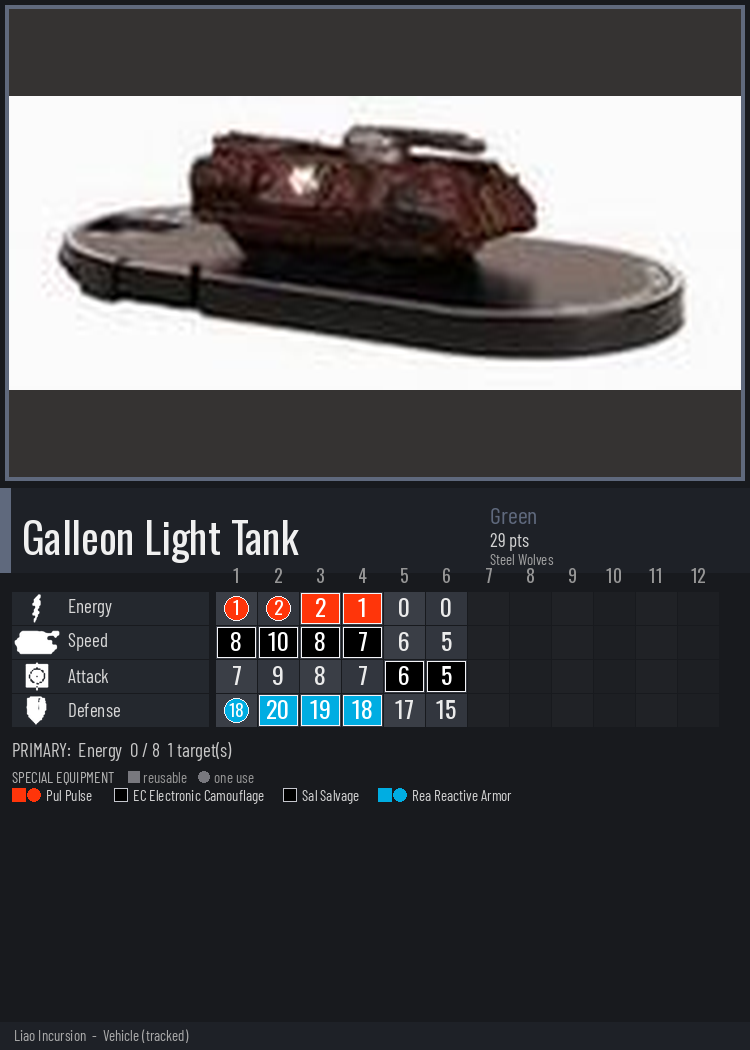 Galleon Light Tank
Green
29 pts
Steel Wolves
1 2 3 4 5 6 7 8 9 10 11 12
Energy 1 2 2 1 0 0
Speed 8 10 8 7 6 5
Attack 7 9 8 7 6 5
Defense 18 20 19 18 17 15
PRIMARY: Energy 0 / 8 1 target(s)
SPECIAL EQUIPMENT reusable one use
Pul Pulse EC Electronic Camouflage Sal Salvage Rea Reactive Armor
Liao Incursion - Vehicle (tracked)